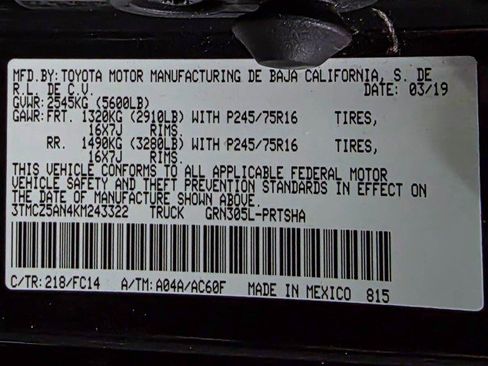 MFD.BY: TOYOTA MOTOR MANUFACTURING DE BAJA CALIFORNIA, S. DE
R.L. DE C.V. DATE: 03/19
GVWR: 2545KG (5600LB)
GAWR: FRT. 1320KG (2910LB) WITH P245/75R16 TIRES,
16X7J RIMS.
RR. 1490KG (3280LB) WITH P245/75R16 TIRES,
16X7J RIMS.
THIS VEHICLE CONFORMS TO ALL APPLICABLE FEDERAL MOTOR
VEHICLE SAFETY AND THEFT PREVENTION STANDARDS IN EFFECT ON
THE DATE OF MANUFACTURE SHOWN ABOVE.
3TMCZ5AN4KM243322 TRUCK GRN305L-PRTSHA
C/TR: 218/FC14 A/TM: A04A/AC60F MADE IN MEXICO 815